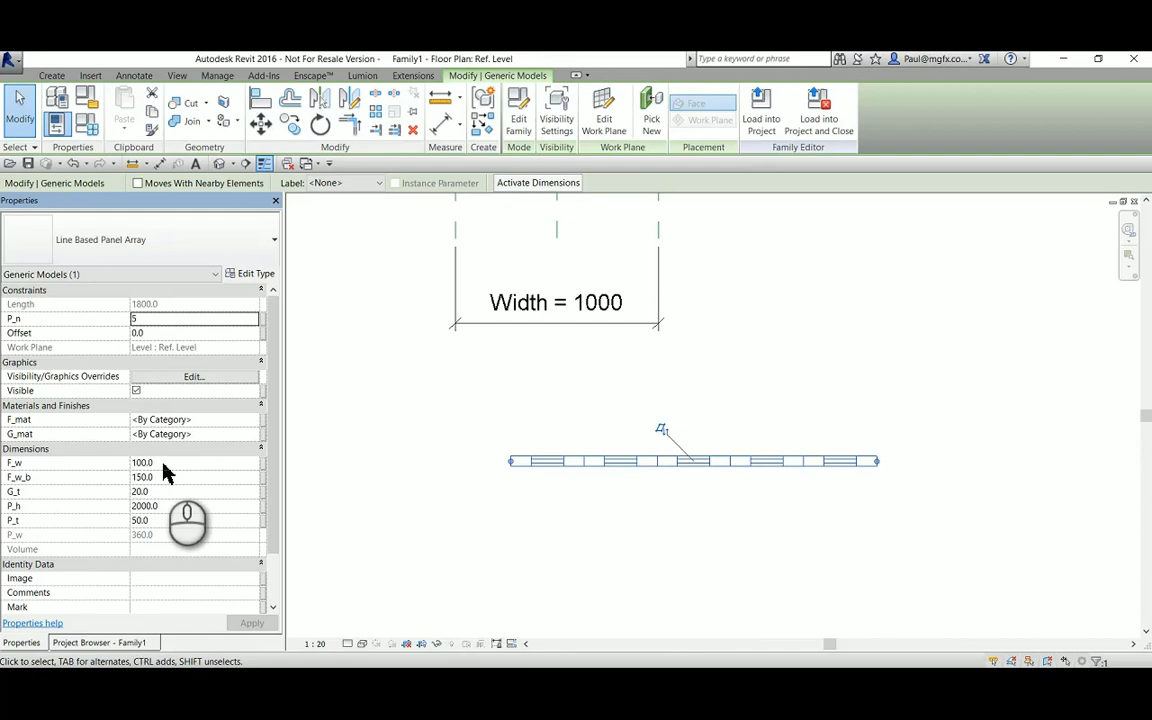 Autodesk Revit 2016 - Not For Resale Version - Family1 - Floor Plan: Ref. Level
Type a keyword or phrase
Paul@mgfx.co...
Create Insert Annotate View Manage Add-Ins Enscape™ Lumion Extensions Modify | Generic Models
Modify
Paste
Cut
Join
Edit Family
Visibility Settings
Edit Work Plane
Pick New
Face
Work Plane
Load into Project
Load into Project and Close
Select Properties Clipboard Geometry Modify Measure Create Mode Visibility Work Plane Placement Family Editor
Modify | Generic Models
Moves With Nearby Elements
Label: <None>
Instance Parameter
Activate Dimensions
Properties
Line Based Panel Array
Generic Models (1)
Edit Type
Constraints
Length 1800.0
P_n 5
Offset 0.0
Work Plane Level : Ref. Level
Graphics
Visibility/Graphics Overrides Edit...
Visible
Materials and Finishes
F_mat <By Category>
G_mat <By Category>
Dimensions
F_w 100.0
F_w_b 150.0
G_t 20.0
P_h 2000.0
P_t 50.0
P_w 360.0
Volume
Identity Data
Image
Comments
Mark
Properties help
Apply
Properties
Project Browser - Family1
Width = 1000
1 : 20
Click to select, TAB for alternates, CTRL adds, SHIFT unselects.
:1